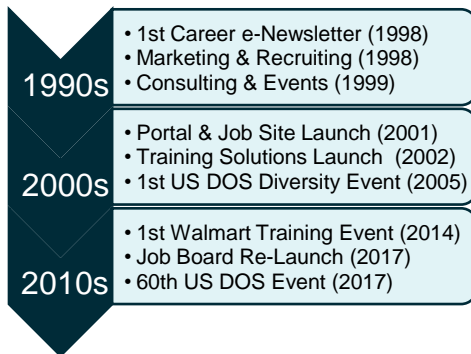 1990s
• 1st Career e-Newsletter (1998)
• Marketing & Recruiting (1998)
• Consulting & Events (1999)
2000s
• Portal & Job Site Launch (2001)
• Training Solutions Launch (2002)
• 1st US DOS Diversity Event (2005)
2010s
• 1st Walmart Training Event (2014)
• Job Board Re-Launch (2017)
• 60th US DOS Event (2017)